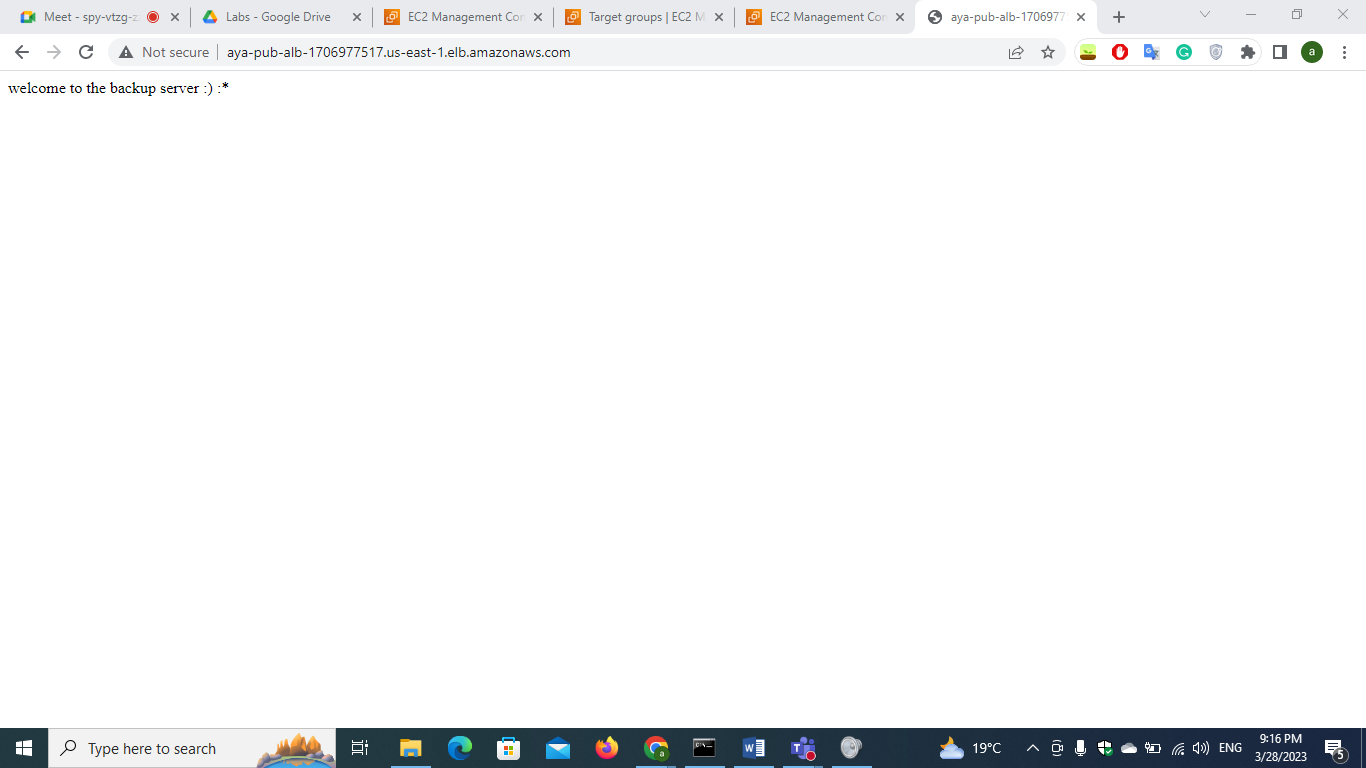 Meet - spy-vtzg-z
Labs - Google Drive
EC2 Management Con
Target groups | EC2 M
EC2 Management Con
aya-pub-alb-1706977
Not secure
aya-pub-alb-1706977517.us-east-1.elb.amazonaws.com
a
welcome to the backup server :) :*
Type here to search
19°C
ENG
9:16 PM
3/28/2023
5